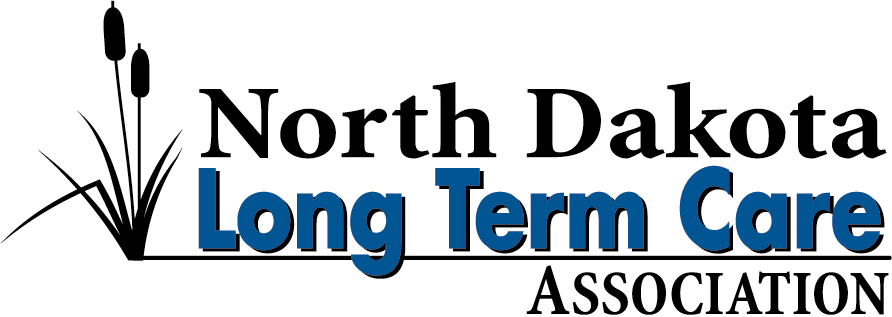 North Dakota
Long Term Care
ASSOCIATION